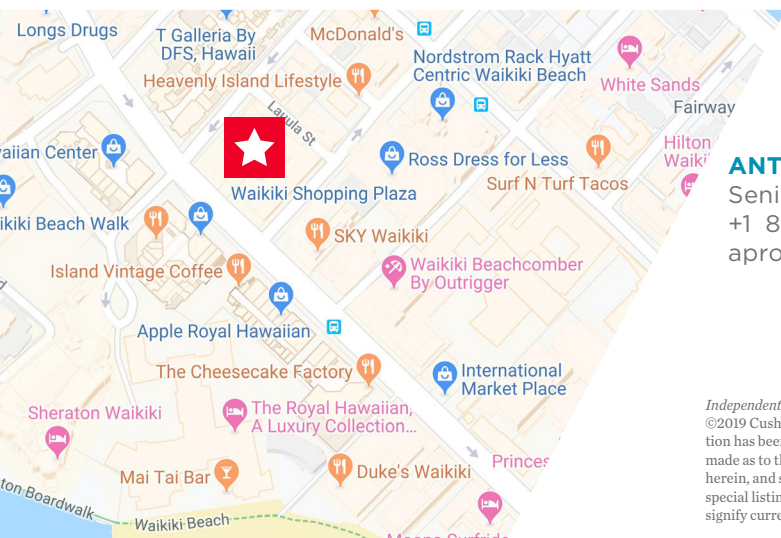 Longs Drugs
T Galleria By
DFS, Hawaii
McDonald's
Nordstrom Rack Hyatt
Centric Waikiki Beach
Heavenly Island Lifestyle
White Sands
Fairway
Lauula St
aiian Center
Ross Dress for Less
Hilton
Waiki
Surf N Turf Tacos
Waikiki Shopping Plaza
ikiki Beach Walk
SKY Waikiki
Island Vintage Coffee
Waikiki Beachcomber
By Outrigger
Apple Royal Hawaiian
The Cheesecake Factory
International
Market Place
Sheraton Waikiki
The Royal Hawaiian,
A Luxury Collection...
Mai Tai Bar
Duke's Waikiki
Princes
ton Boardwalk
Waikiki Beach
Moana Surfride
ANT
Seni
+1 8
apro
Independent
©2019 Cush
tion has bee
made as to t
herein, and s
special listin
signify curre